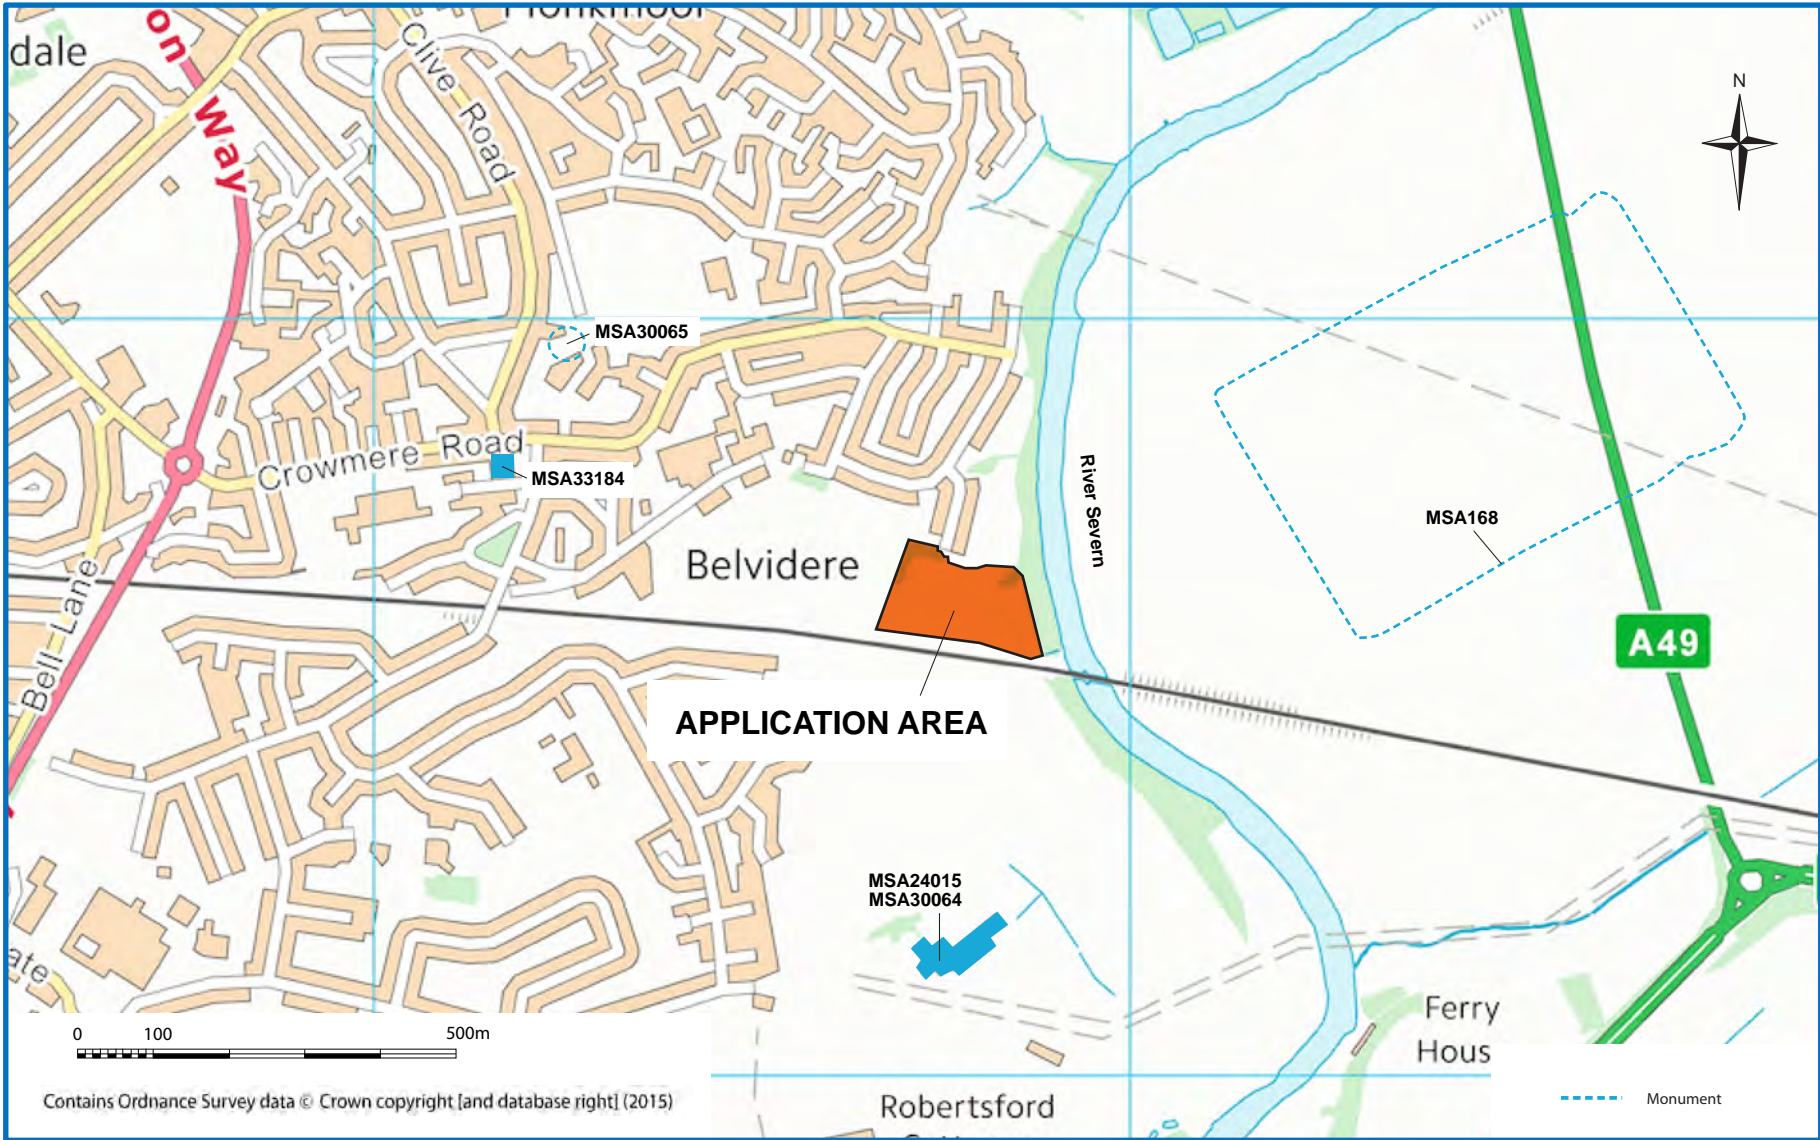 dale
on Way
Clive Road
N
MSA30065
Crowmere Road
MSA33184
River Severn
MSA168
Belvidere
Bell Lane
A49
APPLICATION AREA
MSA24015
MSA30064
ate
Ferry
Hous
0 100 500m
Contains Ordnance Survey data © Crown copyright [and database right] (2015)
Robertsford
Monument